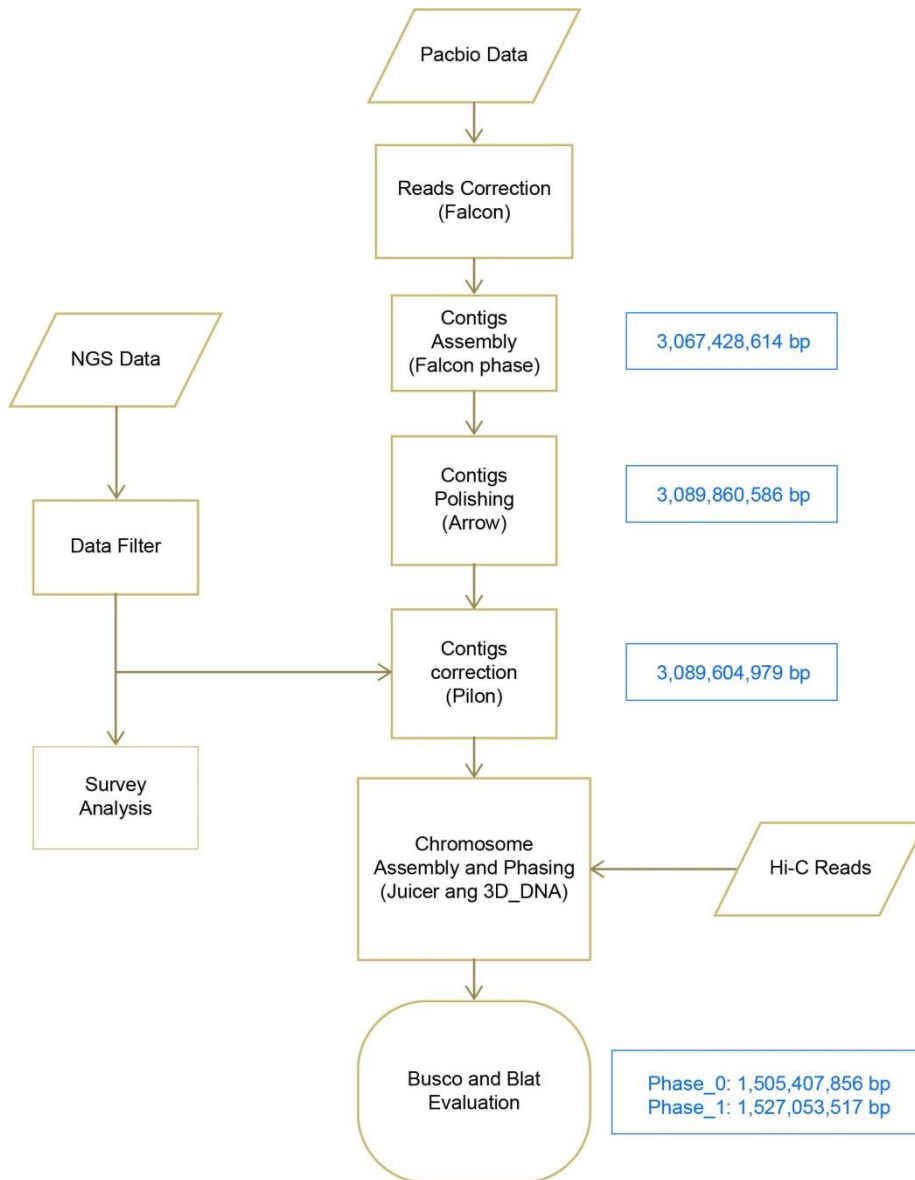 Pacbio Data
Reads Correction
(Falcon)
Contigs
Assembly
(Falcon phase)
3,067,428,614 bp
NGS Data
Contigs
Polishing
(Arrow)
3,089,860,586 bp
Data Filter
Contigs
correction
(Pilon)
3,089,604,979 bp
Survey
Analysis
Chromosome
Assembly and Phasing
(Juicer ang 3D_DNA)
Hi-C Reads
Busco and Blat
Evaluation
Phase_0: 1,505,407,856 bp
Phase_1: 1,527,053,517 bp